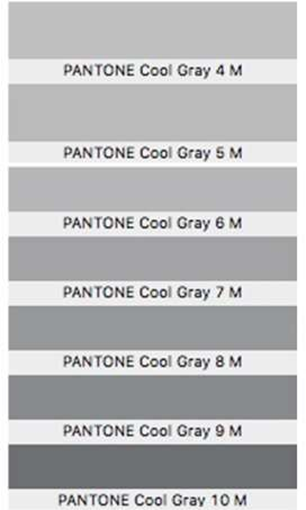 PANTONE Cool Gray 4 M
PANTONE Cool Gray 5 M
PANTONE Cool Gray 6 M
PANTONE Cool Gray 7 M
PANTONE Cool Gray 8 M
PANTONE Cool Gray 9 M
PANTONE Cool Gray 10 M